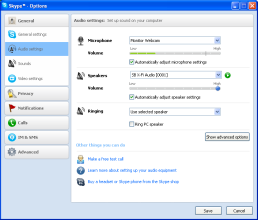 Skype™ - Options
General
General settings
Audio settings
Sounds
Video settings
Privacy
Notifications
Calls
IM & SMS
Advanced
Audio settings: Set up sound on your computer
Microphone
Monitor Webcam
Volume
Low
High
Automatically adjust microphone settings
Speakers
SB X-Fi Audio [D001]
Volume
Low
High
Automatically adjust speaker settings
Ringing
Use selected speaker
Ring PC speaker
Show advanced options
Other things you can do
Make a free test call
Learn more about setting up your audio equipment
Buy a headset or Skype phone from the Skype shop
Save
Cancel